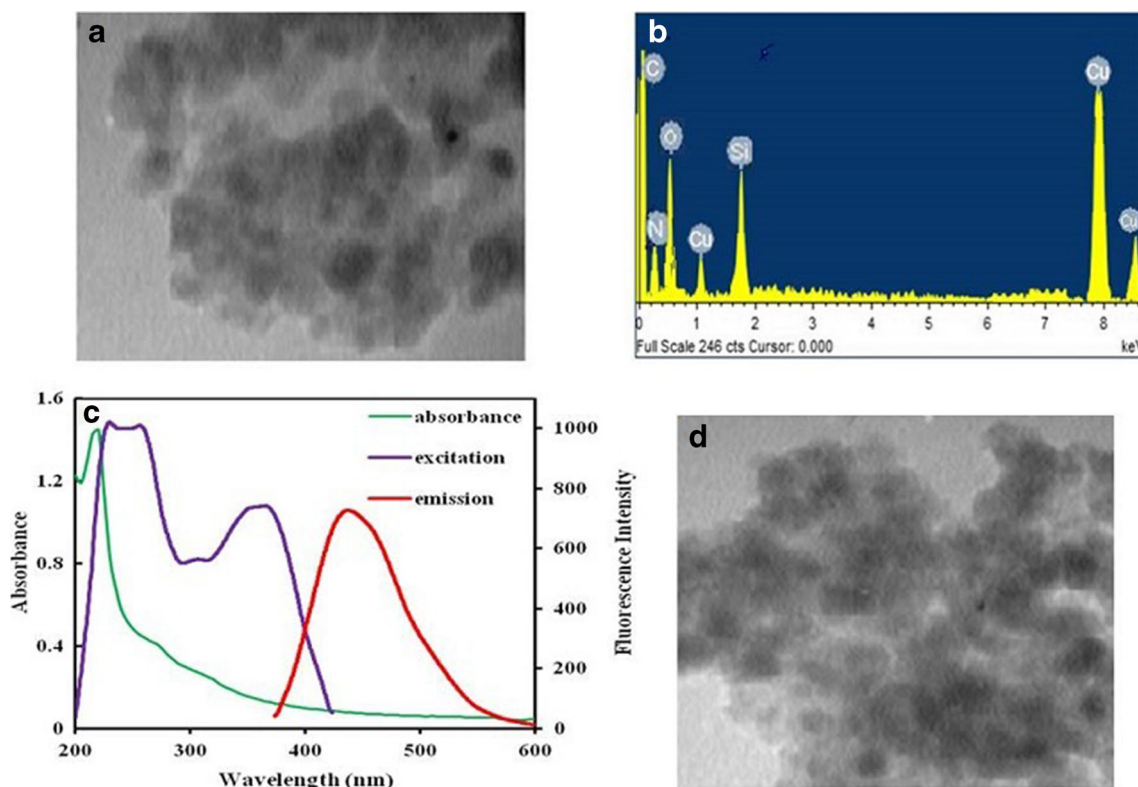 a
b
C
O
N
Cu
Si
Cu
Cu
0 1 2 3 4 5 6 7 8
Full Scale 246 cts Cursor: 0.000
keV
c
absorbance
excitation
emission
1.6
1.2
0.8
0.4
0
Absorbance
1000
800
600
400
200
0
Fluorescence Intensity
200 300 400 500 600
Wavelength (nm)
d